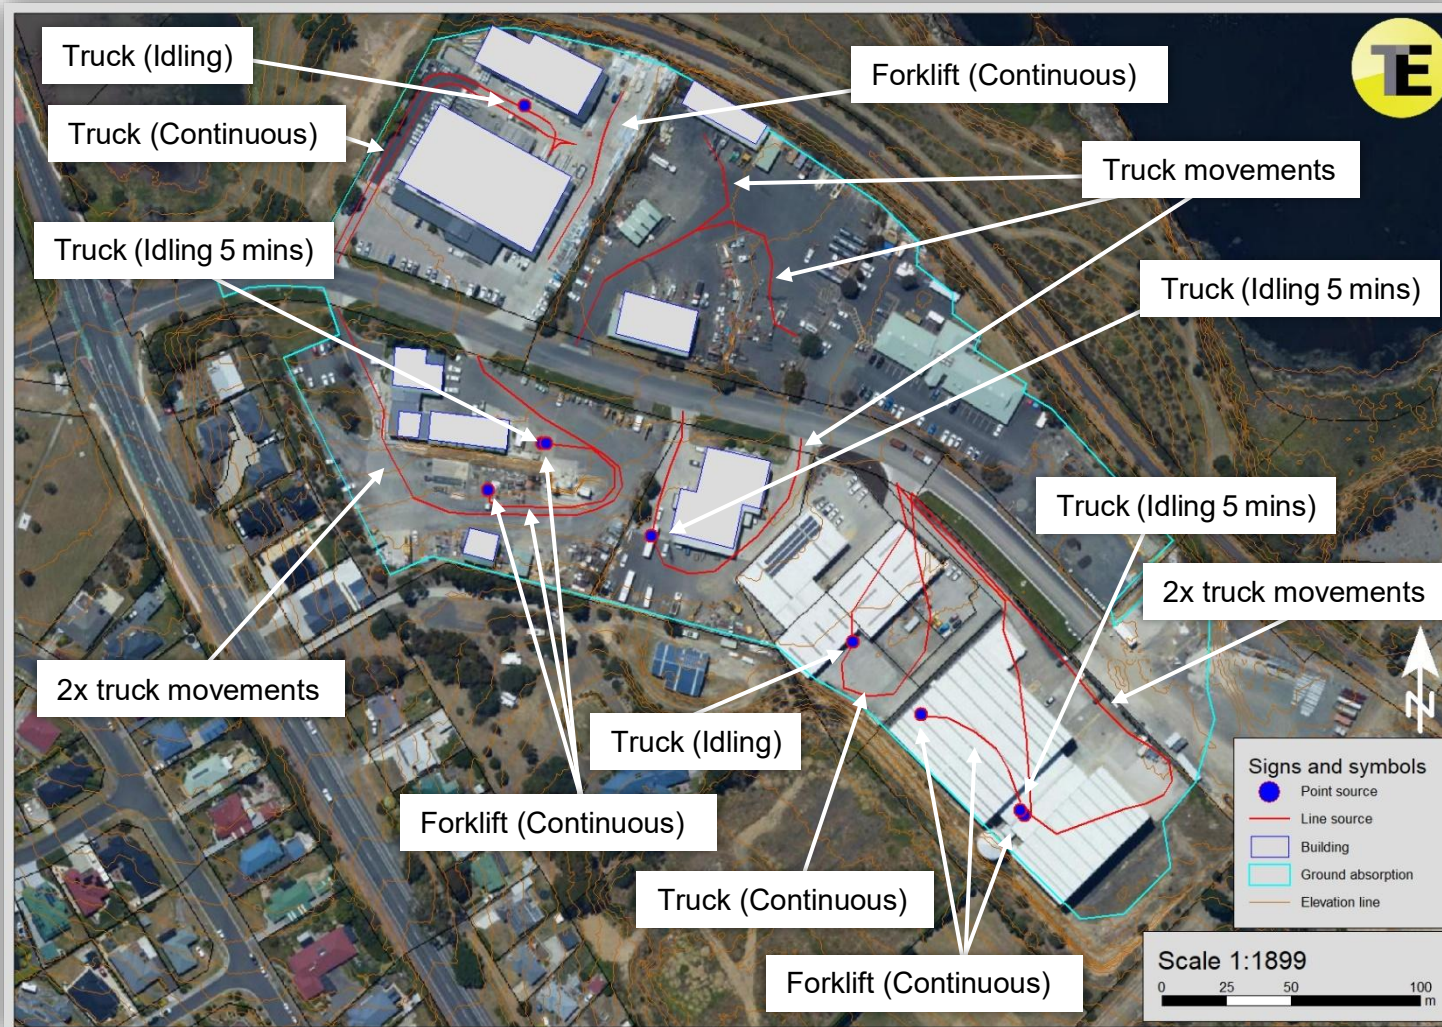 Truck (Idling)
Forklift (Continuous)
TE
Truck (Continuous)
Truck movements
Truck (Idling 5 mins)
Truck (Idling 5 mins)
Truck (Idling 5 mins)
2x truck movements
2x truck movements
N
Truck (Idling)
Forklift (Continuous)
Truck (Continuous)
Forklift (Continuous)
Signs and symbols
Point source
Line source
Building
Ground absorption
Elevation line
Scale 1:1899
0 25 50 100
m